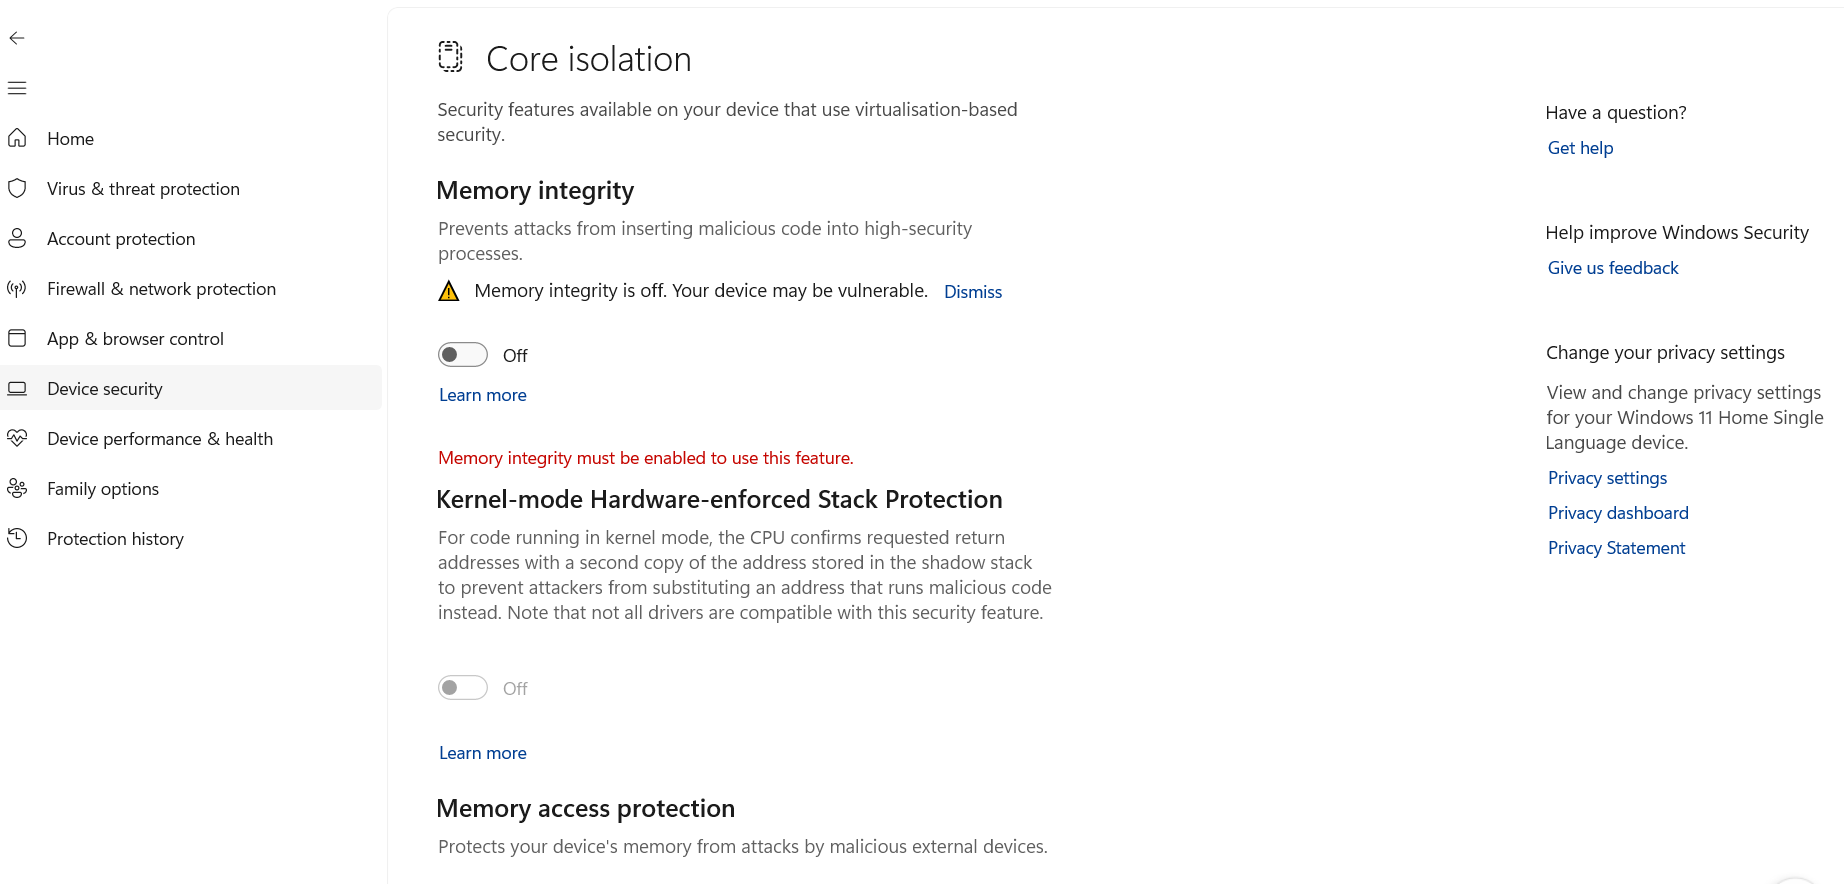 Home
Virus & threat protection
Account protection
Firewall & network protection
App & browser control
Device security
Device performance & health
Family options
Protection history
Core isolation
Security features available on your device that use virtualisation-based
security.
Memory integrity
Prevents attacks from inserting malicious code into high-security
processes.
Memory integrity is off. Your device may be vulnerable. Dismiss
Off
Learn more
Memory integrity must be enabled to use this feature.
Kernel-mode Hardware-enforced Stack Protection
For code running in kernel mode, the CPU confirms requested return
addresses with a second copy of the address stored in the shadow stack
to prevent attackers from substituting an address that runs malicious code
instead. Note that not all drivers are compatible with this security feature.
Off
Learn more
Memory access protection
Protects your device's memory from attacks by malicious external devices.
Have a question?
Get help
Help improve Windows Security
Give us feedback
Change your privacy settings
View and change privacy settings
for your Windows 11 Home Single
Language device.
Privacy settings
Privacy dashboard
Privacy Statement